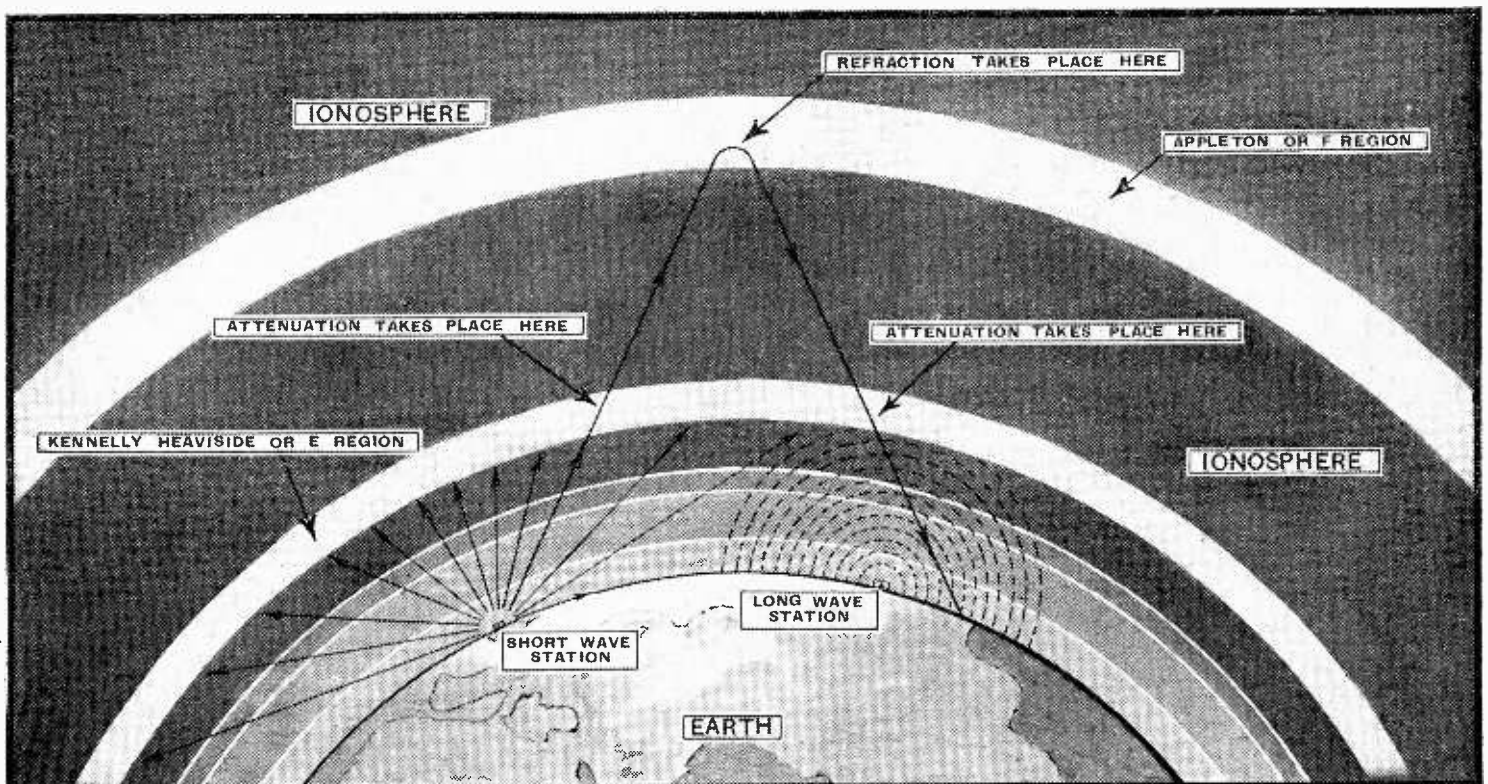 REFRACTION TAKES PLACE HERE
IONOSPHERE
APPLETON OR F REGION
ATTENUATION TAKES PLACE HERE
ATTENUATION TAKES PLACE HERE
KENNELLY HEAVISIDE OR E REGION
IONOSPHERE
LONG WAVE
STATION
SHORT WAVE
STATION
EARTH